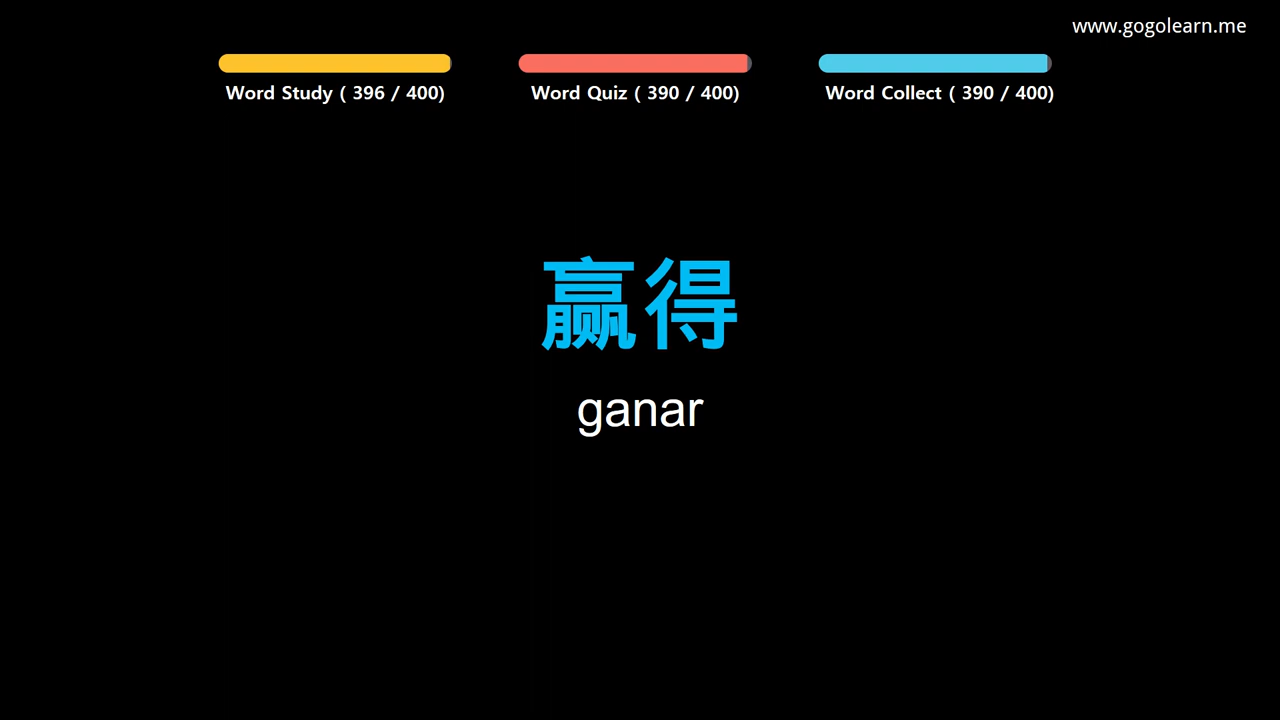 www.gogolearn.me
Word Study ( 396 / 400)
Word Quiz ( 390 / 400)
Word Collect ( 390 / 400)
赢得
ganar